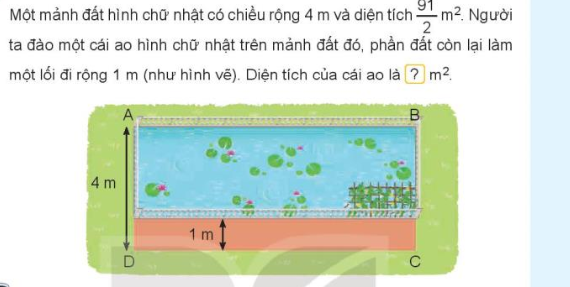 Một mảnh đất hình chữ nhật có chiều rộng 4 m và diện tích 91/2 m². Người
ta đào một cái ao hình chữ nhật trên mảnh đất đó, phần đất còn lại làm
một lối đi rộng 1 m (như hình vẽ). Diện tích của cái ao là ? m².
A B
4 m
1 m
D C